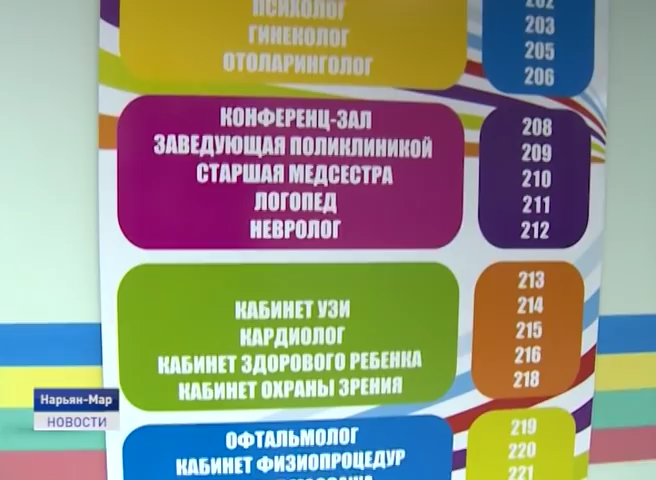 ПСИХОЛОГ 202
ГИНЕКОЛОГ 203
ОТОЛАРИНГОЛОГ 205
206
КОНФЕРЕНЦ-ЗАЛ 208
ЗАВЕДУЮЩАЯ ПОЛИКЛИНИКОЙ 209
СТАРШАЯ МЕДСЕСТРА 210
ЛОГОПЕД 211
НЕВРОЛОГ 212
213
КАБИНЕТ УЗИ 214
КАРДИОЛОГ 215
КАБИНЕТ ЗДОРОВОГО РЕБЕНКА 216
КАБИНЕТ ОХРАНЫ ЗРЕНИЯ 218
ОФТАЛЬМОЛОГ 219
КАБИНЕТ ФИЗИОПРОЦЕДУР 220
221
Нарьян-Мар
НОВОСТИ